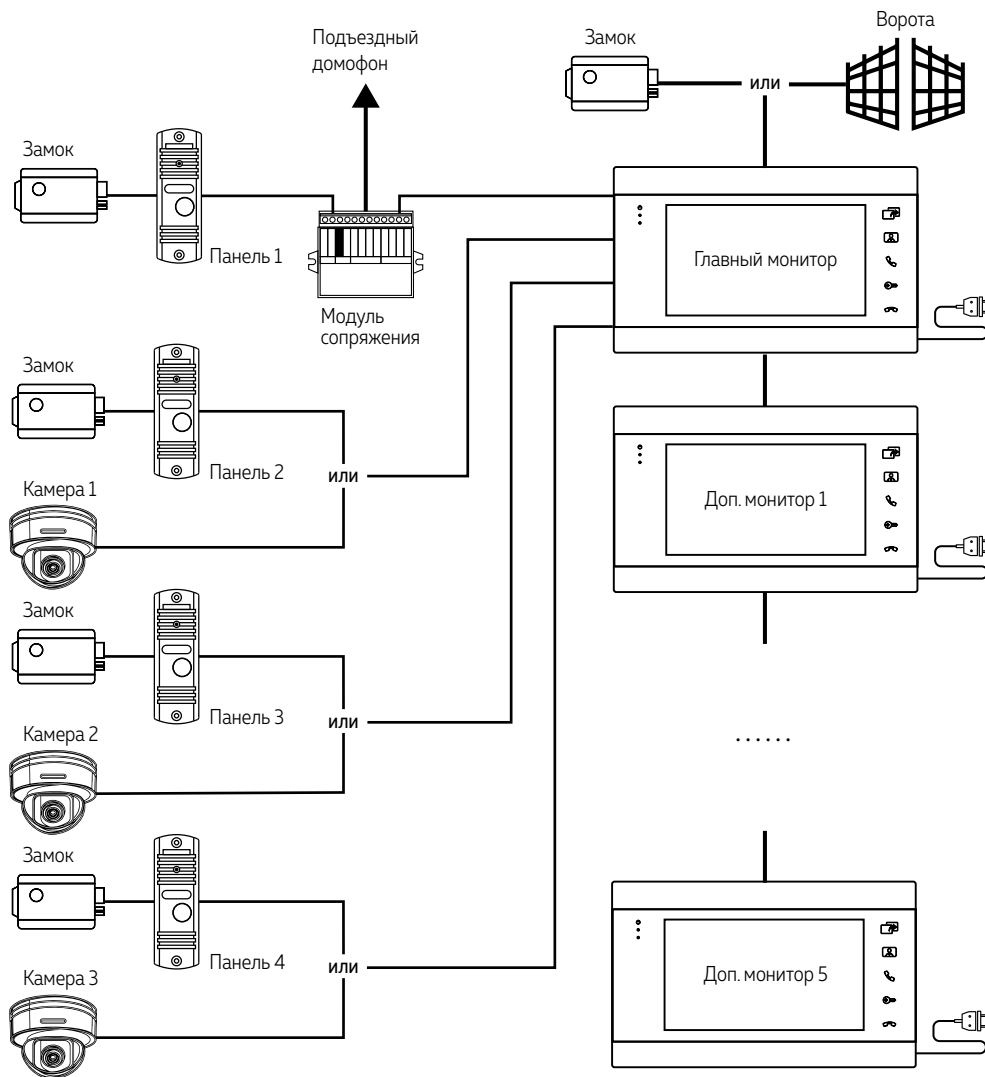 Ворота
Подъездный
домофон
Замок
или
Замок
Панель 1
Главный монитор
Модуль
сопряжения
Замок
Панель 2
или
Камера 1
Доп. монитор 1
Замок
Панель 3
или
Камера 2
......
Замок
Панель 4
или
Камера 3
Доп. монитор 5